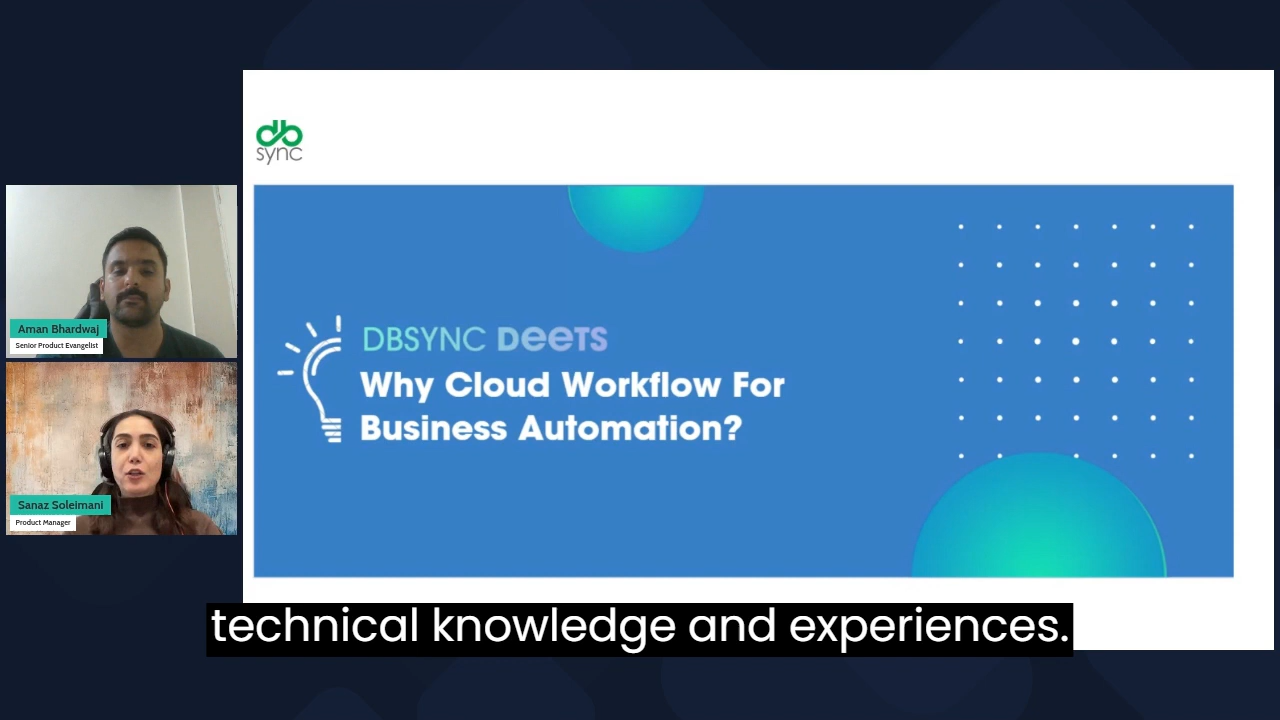 db
sync
Aman Bhardwaj
Senior Product Evangelist
Sanaz Soleimani
Product Manager
DBSYNC DeeTS
Why Cloud Workflow For
Business Automation?
technical knowledge and experiences.